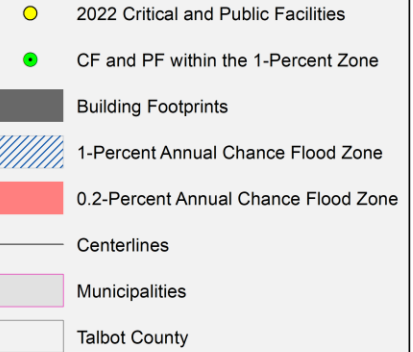 2022 Critical and Public Facilities
CF and PF within the 1-Percent Zone
Building Footprints
1-Percent Annual Chance Flood Zone
0.2-Percent Annual Chance Flood Zone
Centerlines
Municipalities
Talbot County